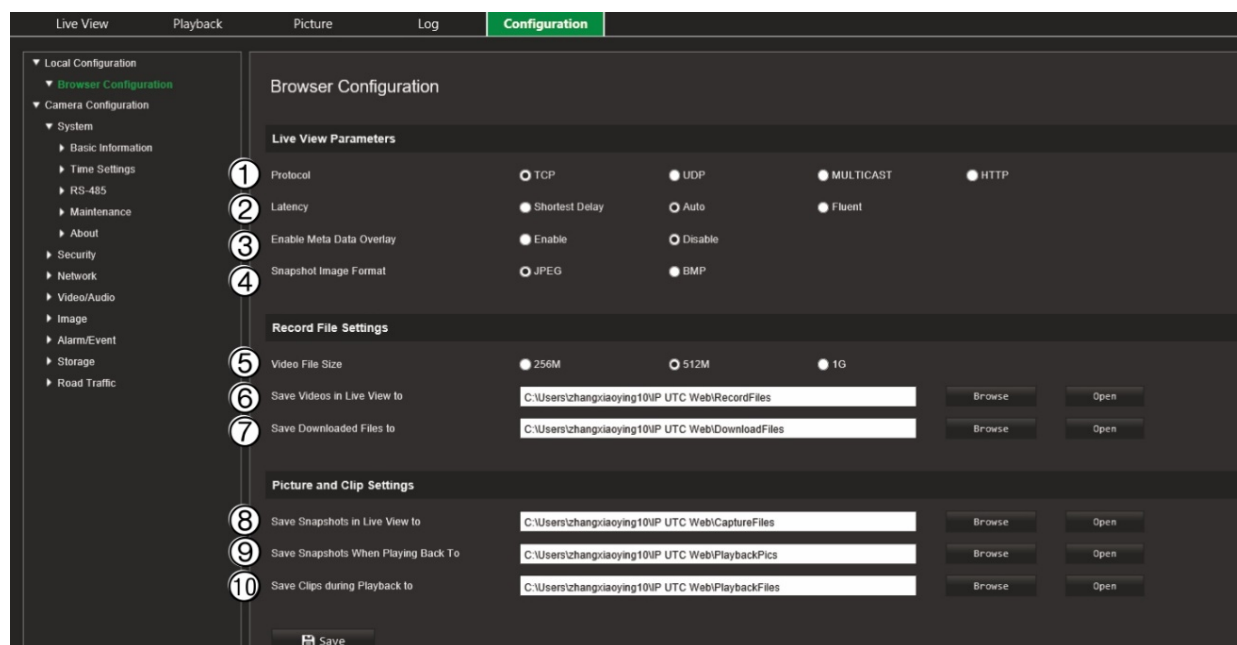 Live View Playback Picture Log Configuration
Local Configuration
Browser Configuration
Camera Configuration
System
Basic Information
Time Settings
RS-485
Maintenance
About
Security
Network
Video/Audio
Image
Alarm/Event
Storage
Road Traffic
Browser Configuration
Live View Parameters
1 Protocol TCP UDP MULTICAST HTTP
2 Latency Shortest Delay Auto Fluent
3 Enable Meta Data Overlay Enable Disable
4 Snapshot Image Format JPEG BMP
Record File Settings
5 Video File Size 256M 512M 1G
6 Save Videos in Live View to C:\Users\zhangxiaoying10\IP UTC Web\RecordFiles Browse Open
7 Save Downloaded Files to C:\Users\zhangxiaoying10\IP UTC Web\DownloadFiles Browse Open
Picture and Clip Settings
8 Save Snapshots in Live View to C:\Users\zhangxiaoying10\IP UTC Web\CaptureFiles Browse Open
9 Save Snapshots When Playing Back To C:\Users\zhangxiaoying10\IP UTC Web\PlaybackPics Browse Open
10 Save Clips during Playback to C:\Users\zhangxiaoying10\IP UTC Web\PlaybackFiles Browse Open
Save